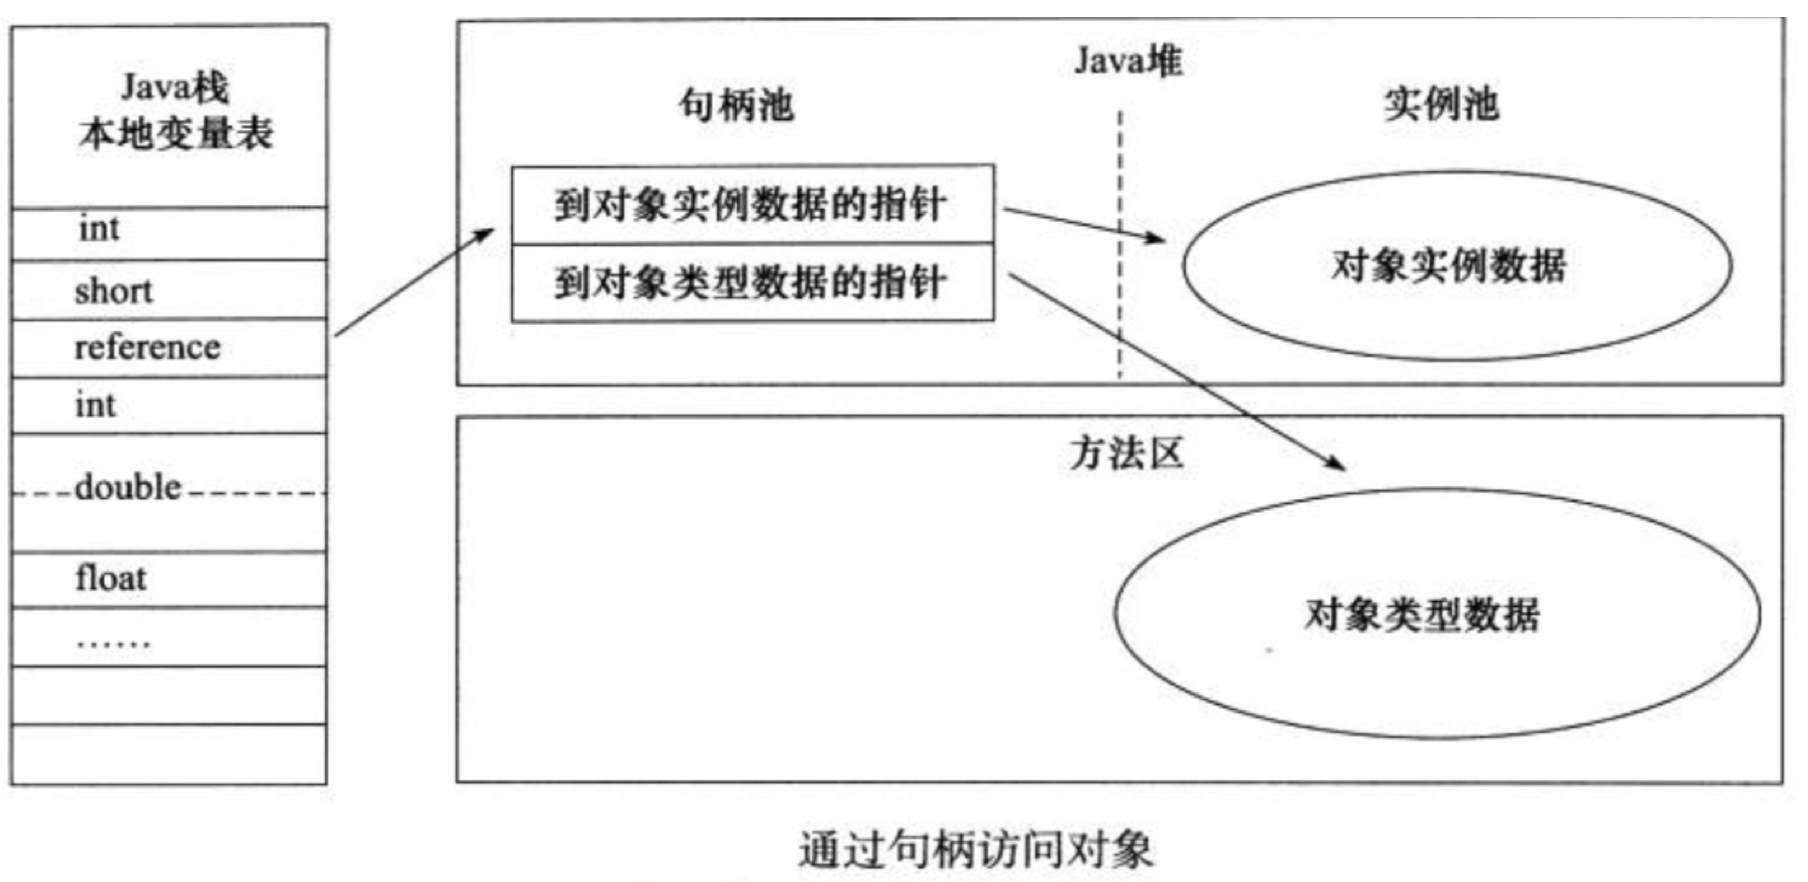 Java栈
本地变量表
int
short
reference
int
double
float
……
Java堆
句柄池
实例池
到对象实例数据的指针
到对象类型数据的指针
对象实例数据
方法区
对象类型数据
通过句柄访问对象